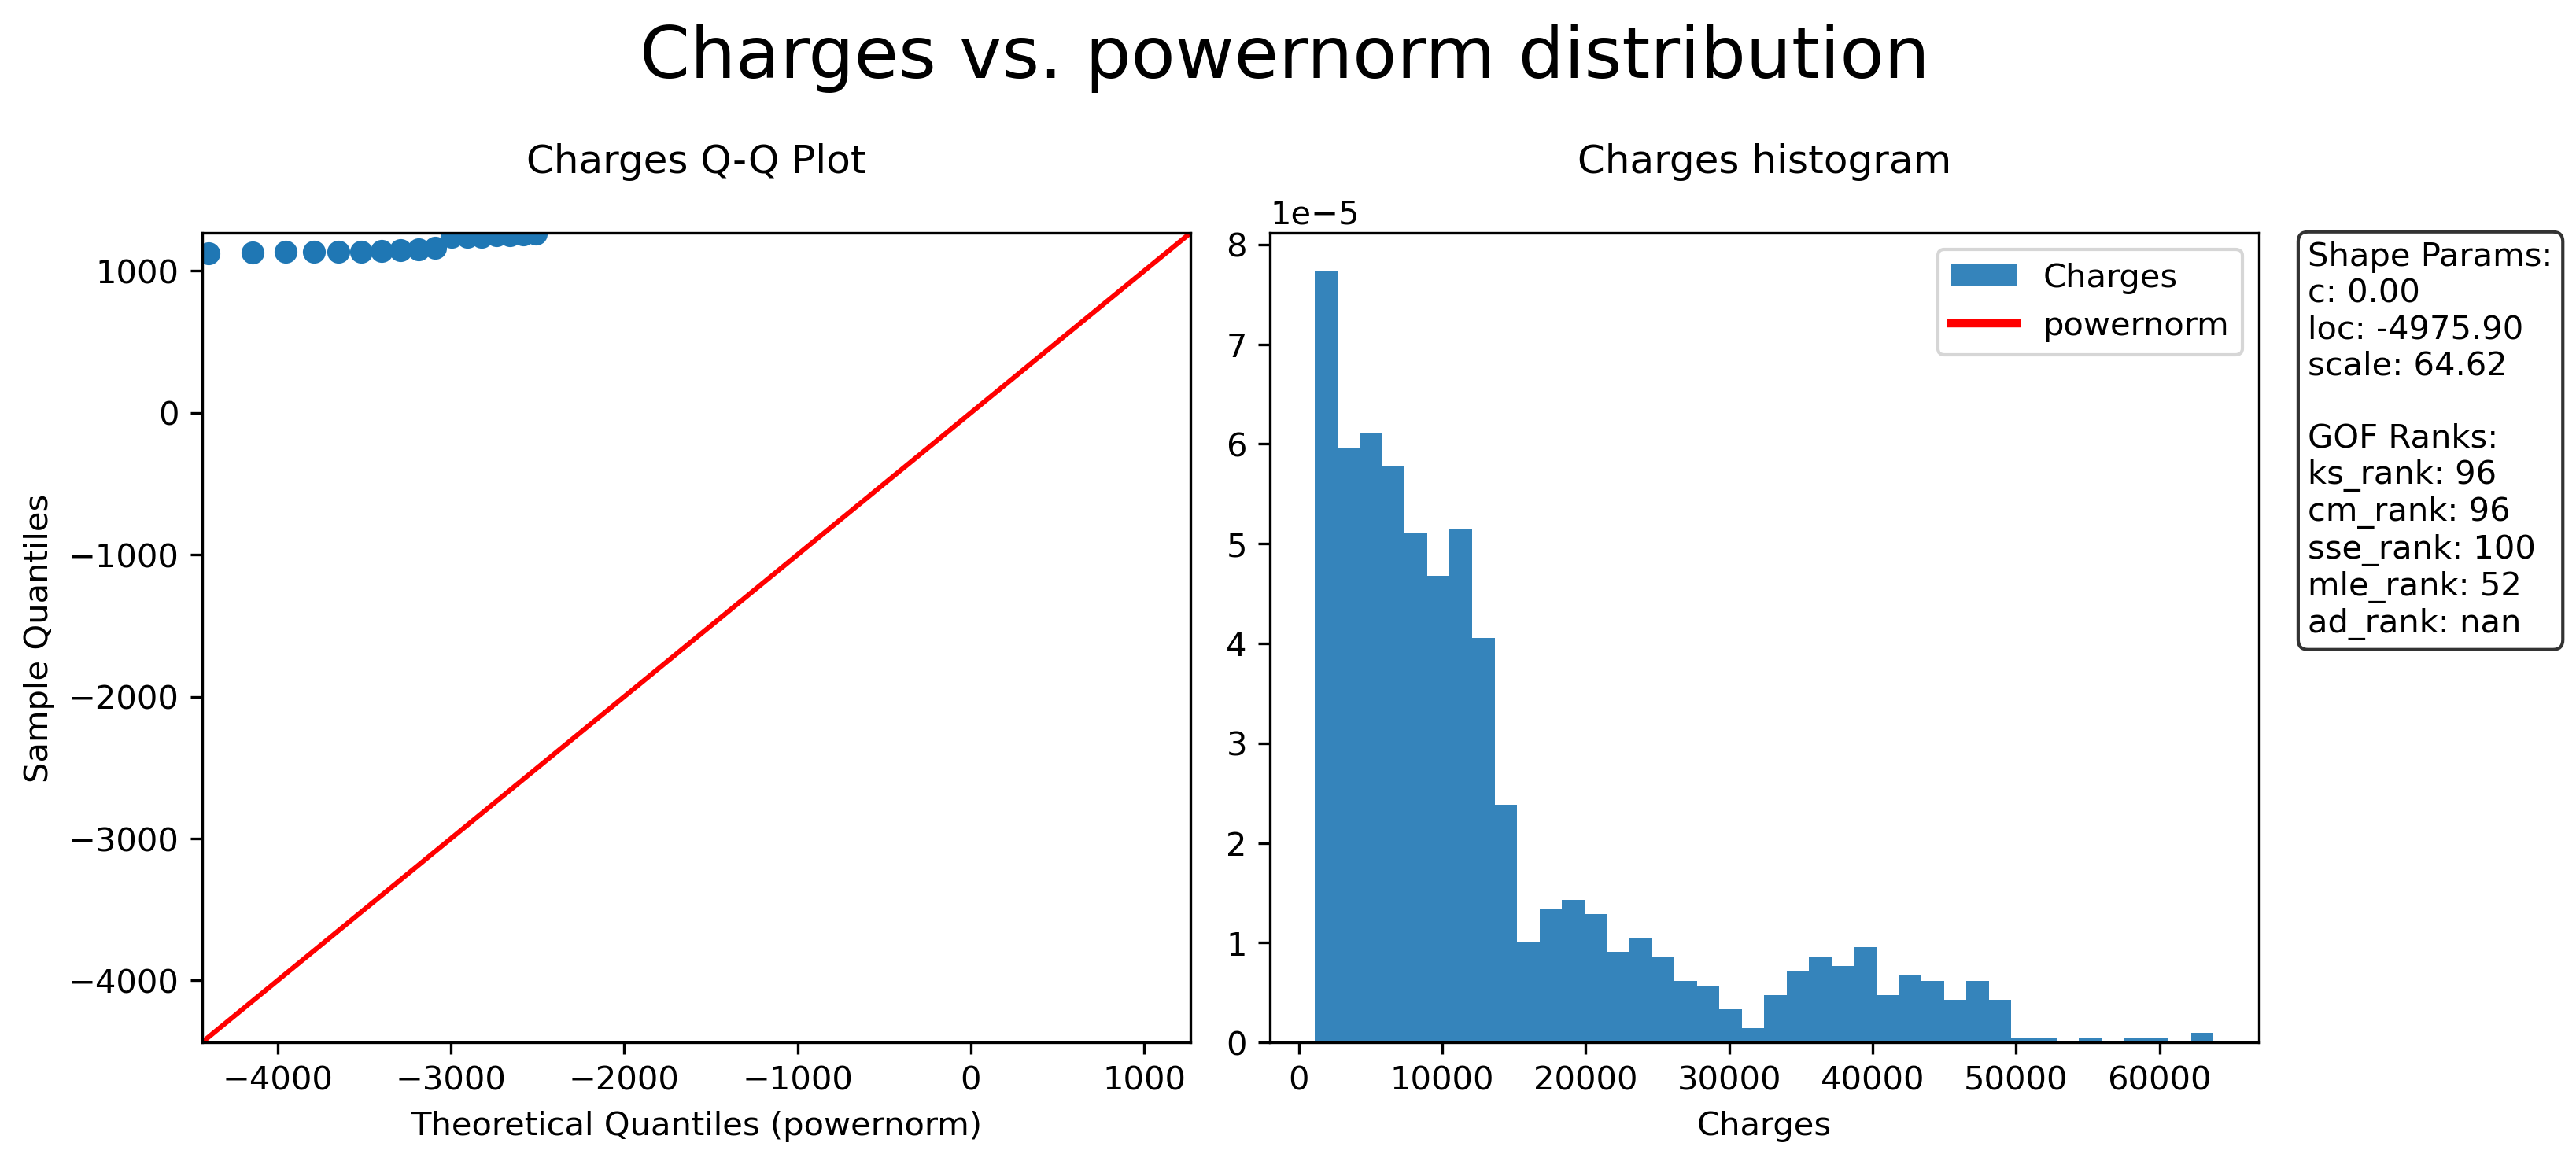 Charges vs. powernorm distribution
Charges Q-Q Plot
Sample Quantiles
1000
0
−1000
−2000
−3000
−4000
−4000 −3000 −2000 −1000 0 1000
Theoretical Quantiles (powernorm)
Charges histogram
1e−5
8
7
6
5
4
3
2
1
0
0 10000 20000 30000 40000 50000 60000
Charges
Charges
powernorm
Shape Params:
c: 0.00
loc: -4975.90
scale: 64.62
GOF Ranks:
ks_rank: 96
cm_rank: 96
sse_rank: 100
mle_rank: 52
ad_rank: nan